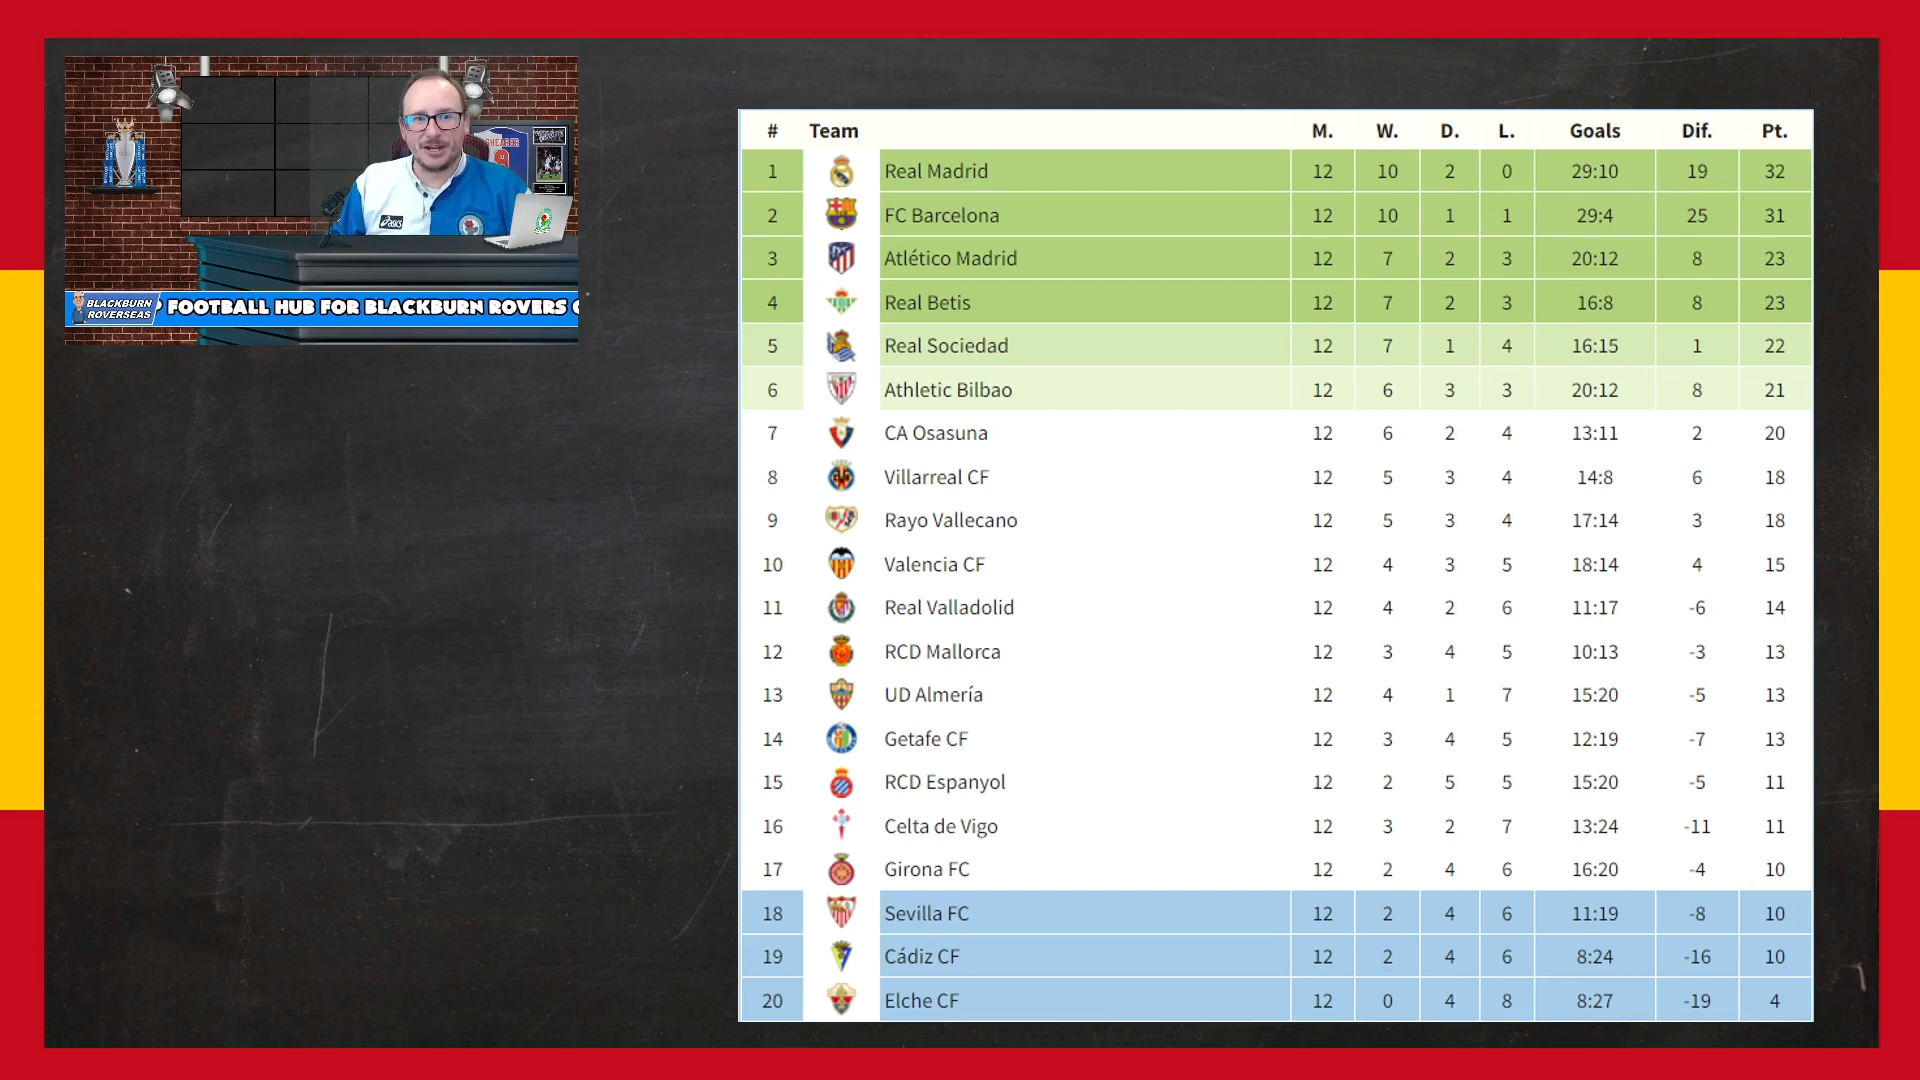 SHEARER
9
asics
BLACKBURN
ROVERSEAS
FOOTBALL HUB FOR BLACKBURN ROVERS
# Team M. W. D. L. Goals Dif. Pt.
1 Real Madrid 12 10 2 0 29:10 19 32
2 FC Barcelona 12 10 1 1 29:4 25 31
3 Atlético Madrid 12 7 2 3 20:12 8 23
4 Real Betis 12 7 2 3 16:8 8 23
5 Real Sociedad 12 7 1 4 16:15 1 22
6 Athletic Bilbao 12 6 3 3 20:12 8 21
7 CA Osasuna 12 6 2 4 13:11 2 20
8 Villarreal CF 12 5 3 4 14:8 6 18
9 Rayo Vallecano 12 5 3 4 17:14 3 18
10 Valencia CF 12 4 3 5 18:14 4 15
11 Real Valladolid 12 4 2 6 11:17 -6 14
12 RCD Mallorca 12 3 4 5 10:13 -3 13
13 UD Almería 12 4 1 7 15:20 -5 13
14 Getafe CF 12 3 4 5 12:19 -7 13
15 RCD Espanyol 12 2 5 5 15:20 -5 11
16 Celta de Vigo 12 3 2 7 13:24 -11 11
17 Girona FC 12 2 4 6 16:20 -4 10
18 Sevilla FC 12 2 4 6 11:19 -8 10
19 Cádiz CF 12 2 4 6 8:24 -16 10
20 Elche CF 12 0 4 8 8:27 -19 4